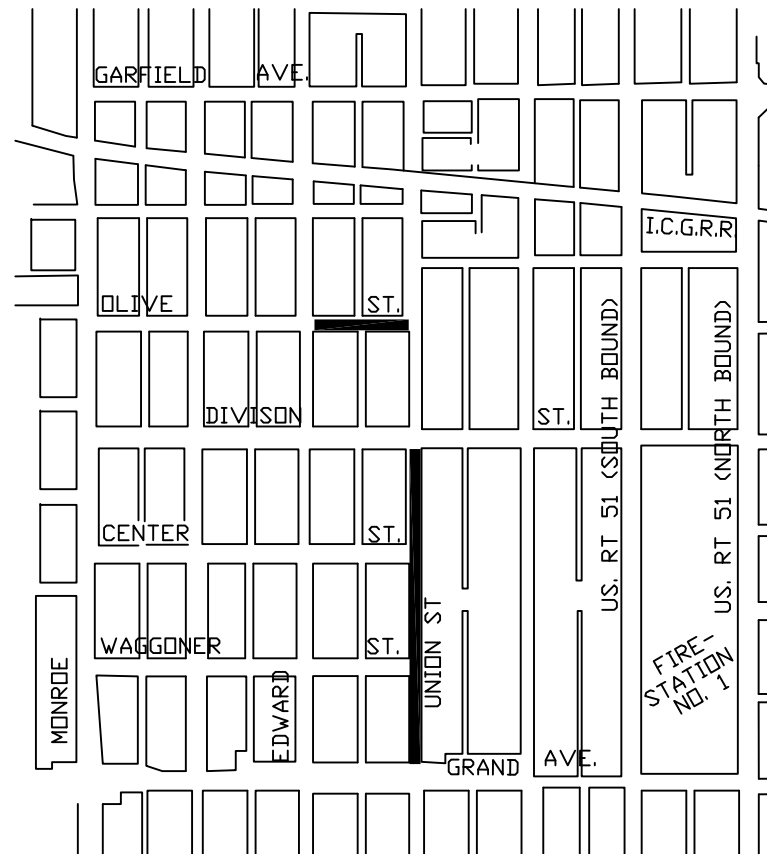 GARFIELD AVE.
I.C.G.R.R.
OLIVE ST.
DIVISON ST.
US. RT 51 (SOUTH BOUND)
US. RT 51 (NORTH BOUND)
CENTER ST.
WAGGONER ST.
UNION ST
MONROE
EDWARD
FIRE-
STATION
NO. 1
GRAND AVE.